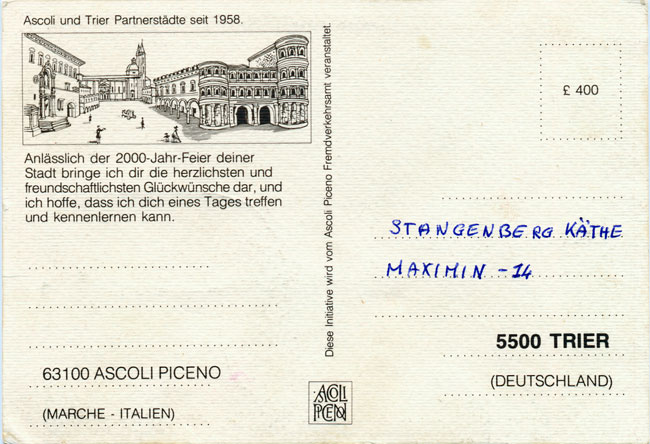 Ascoli und Trier Partnerstädte seit 1958.
Anlässlich der 2000-Jahr-Feier deiner
Stadt bringe ich dir die herzlichsten und
freundschaftlichsten Glückwünsche dar, und
ich hoffe, dass ich dich eines Tages treffen
und kennenlernen kann.
63100 ASCOLI PICENO
(MARCHE - ITALIEN)
Diese Initiative wird vom Ascoli Piceno Fremdverkehrsamt veranstaltet.
ASCOLI
PICENO
£ 400
STANGENBERG KÄTHE
MAXIMIN - 14
5500 TRIER
(DEUTSCHLAND)